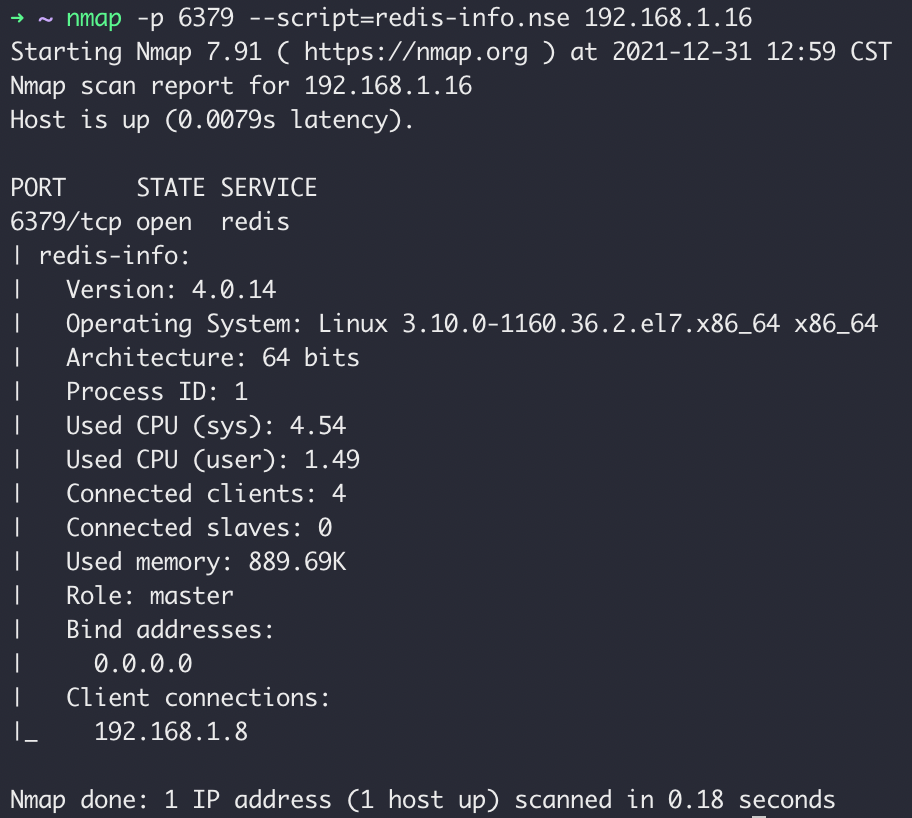 → ~ nmap -p 6379 --script=redis-info.nse 192.168.1.16
Starting Nmap 7.91 ( https://nmap.org ) at 2021-12-31 12:59 CST
Nmap scan report for 192.168.1.16
Host is up (0.0079s latency).

PORT     STATE SERVICE
6379/tcp open  redis
| redis-info:
|   Version: 4.0.14
|   Operating System: Linux 3.10.0-1160.36.2.el7.x86_64 x86_64
|   Architecture: 64 bits
|   Process ID: 1
|   Used CPU (sys): 4.54
|   Used CPU (user): 1.49
|   Connected clients: 4
|   Connected slaves: 0
|   Used memory: 889.69K
|   Role: master
|   Bind addresses:
|     0.0.0.0
|   Client connections:
|_    192.168.1.8

Nmap done: 1 IP address (1 host up) scanned in 0.18 seconds